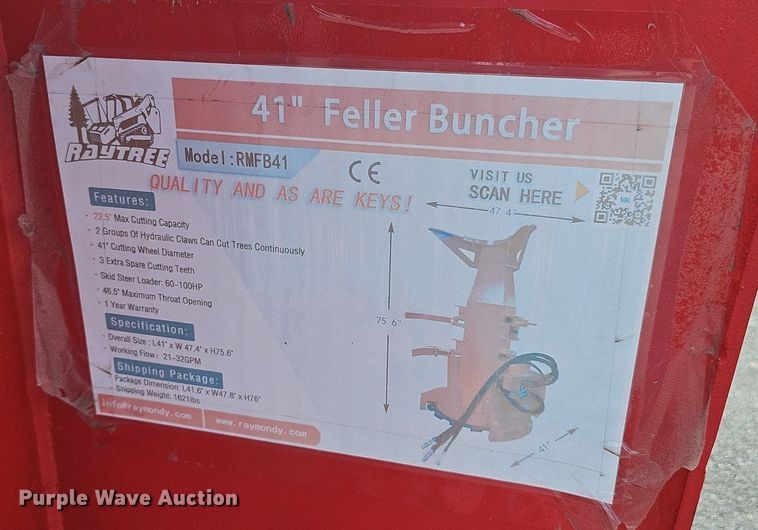 41" Feller Buncher
RAYTREE
Model:RMFB41
CE
VISIT US
SCAN HERE
QUALITY AND AS ARE KEYS!
Features:
22.5" Max Cutting Capacity
2 Groups Of Hydraulic Claws Can Cut Trees Continuously
41" Cutting Wheel Diameter
3 Extra Spare Cutting Teeth
Skid Steer Loader: 60-100HP
46.5" Maximum Throat Opening
1 Year Warranty
Specification:
Overall Size : L41" x W 47.4" x H75.6"
Working Flow: 21-32GPM
Shipping Package:
Package Dimension: L41.6" x W47.8" x H76"
Shipping Weight: 1621lbs
info@raymondy.com
www.raymondy.com
47.4"
75.6"
41"
Purple Wave Auction